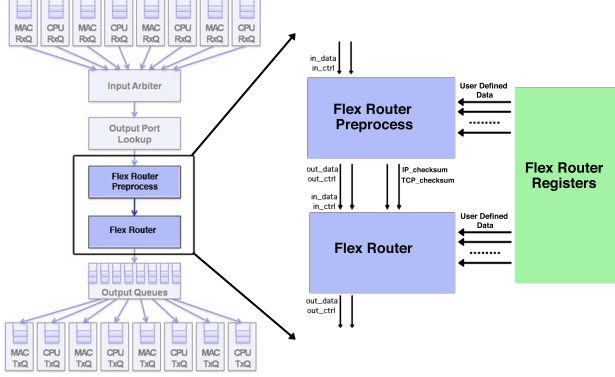 MAC RxQ CPU RxQ MAC RxQ CPU RxQ MAC RxQ CPU RxQ MAC RxQ CPU RxQ
Input Arbiter
Output Port
Lookup
Flex Router
Preprocess
Flex Router
Output Queues
MAC TxQ CPU TxQ MAC TxQ CPU TxQ MAC TxQ CPU TxQ MAC TxQ CPU TxQ
in_data
in_ctrl
Flex Router
Preprocess
User Defined
Data
........
out_data
out_ctrl
IP_checksum
TCP_checksum
in_data
in_ctrl
Flex Router
User Defined
Data
........
out_data
out_ctrl
Flex Router
Registers